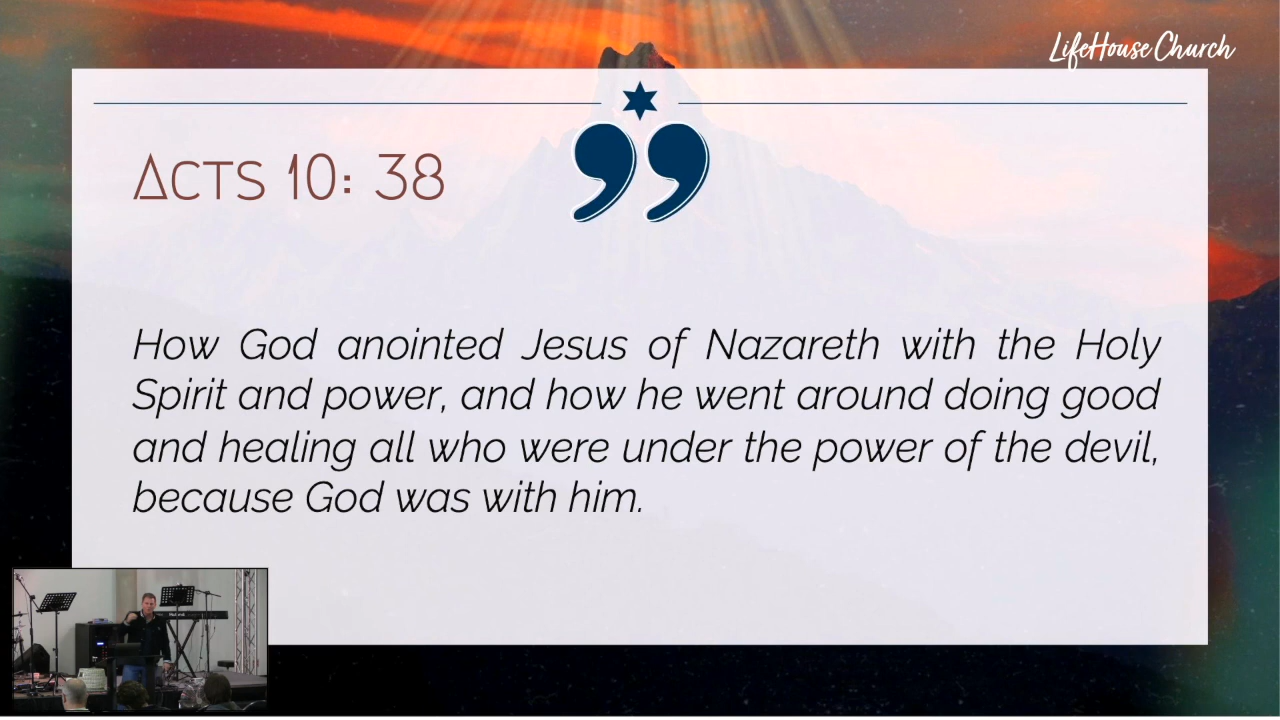 LifeHouse Church
Acts 10: 38
How God anointed Jesus of Nazareth with the Holy
Spirit and power, and how he went around doing good
and healing all who were under the power of the devil,
because God was with him.